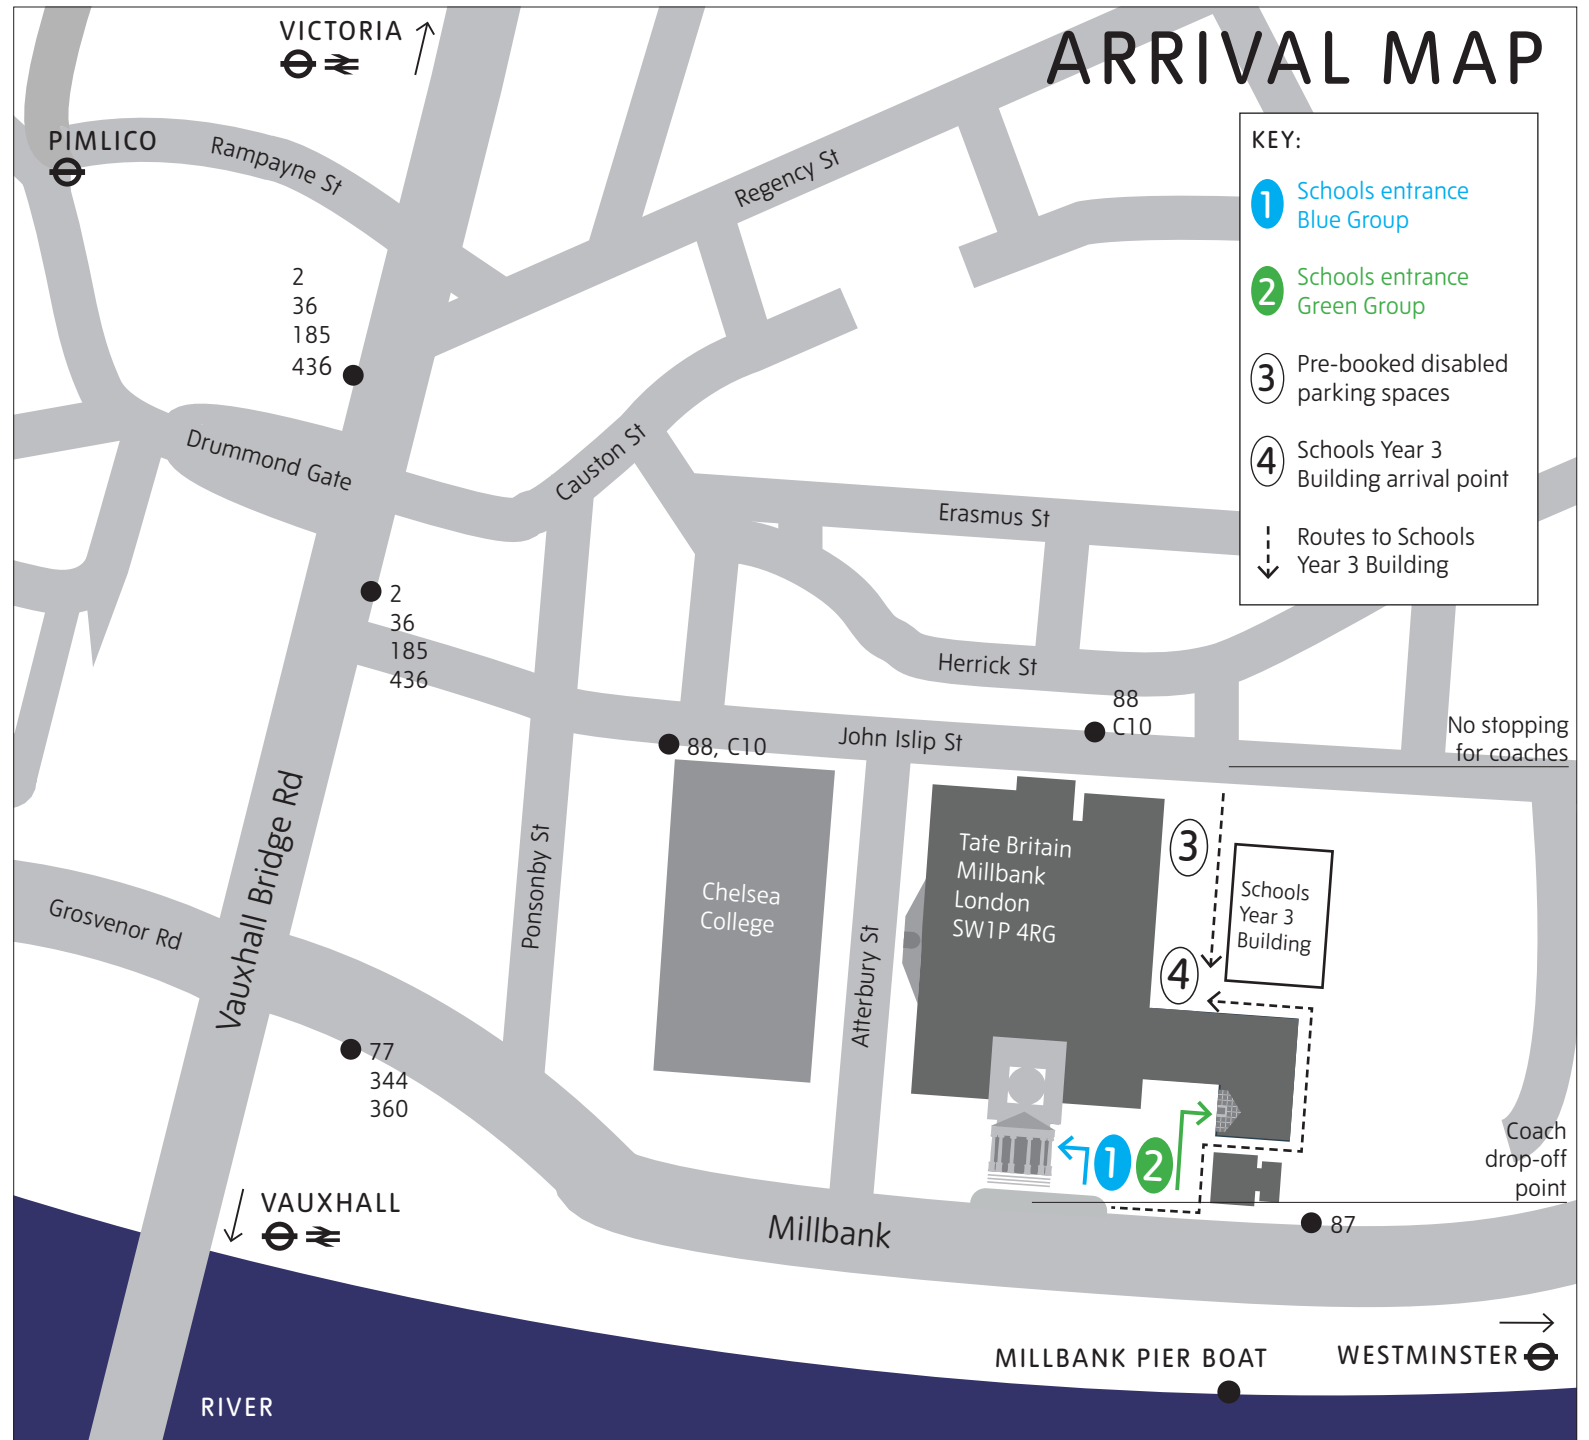 ARRIVAL MAP
VICTORIA
PIMLICO
Rampayne St
Regency St
KEY:
1
Schools entrance
Blue Group
2
Schools entrance
Green Group
3
Pre-booked disabled
parking spaces
4
Schools Year 3
Building arrival point
Routes to Schools
Year 3 Building
2
36
185
436
Drummond Gate
Causton St
Erasmus St
2
36
185
436
Herrick St
88
C10
No stopping
for coaches
John Islip St
88, C10
Vauxhall Bridge Rd
Ponsonby St
Chelsea
College
Atterbury St
Tate Britain
Millbank
London
SW1P 4RG
3
Schools
Year 3
Building
4
Grosvenor Rd
77
344
360
1
2
Coach
drop-off
point
VAUXHALL
Millbank
87
MILLBANK PIER BOAT
WESTMINSTER
RIVER